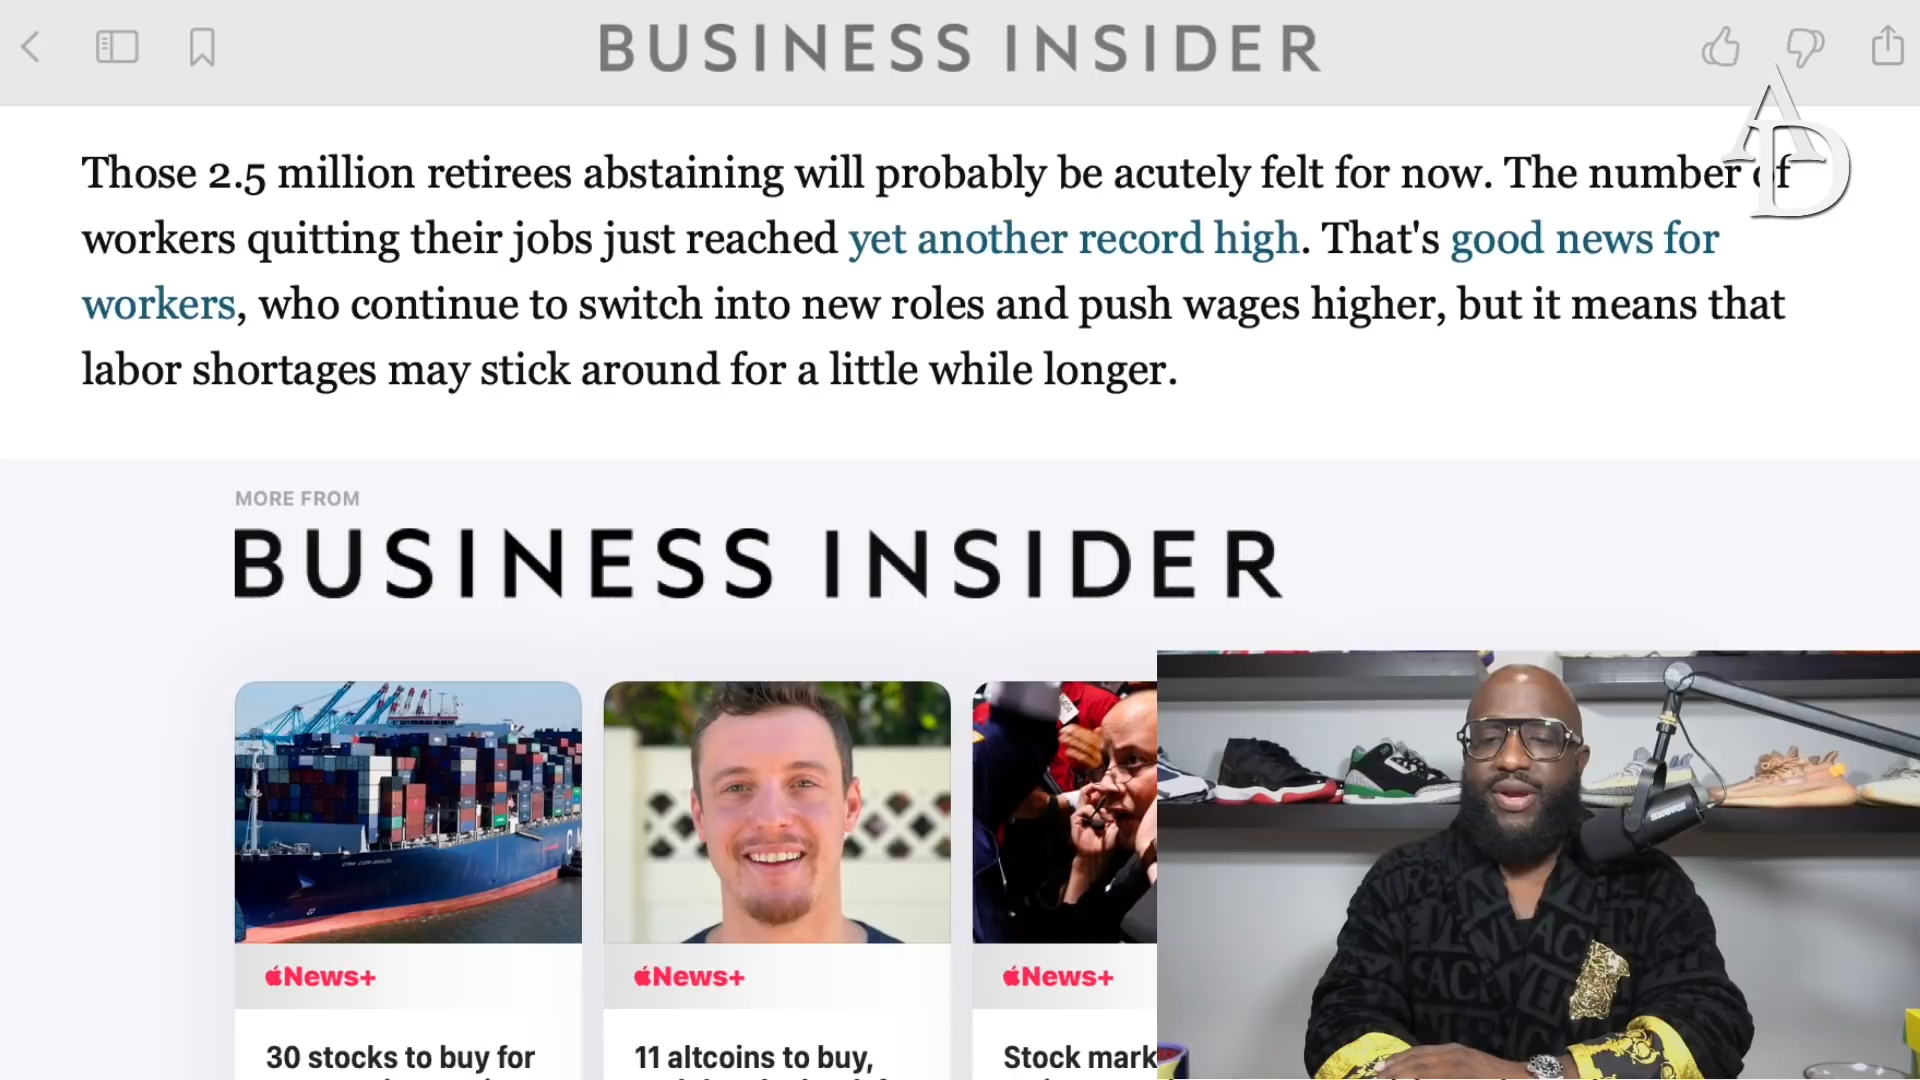 BUSINESS INSIDER
AD
Those 2.5 million retirees abstaining will probably be acutely felt for now. The number of
workers quitting their jobs just reached yet another record high. That's good news for
workers, who continue to switch into new roles and push wages higher, but it means that
labor shortages may stick around for a little while longer.
MORE FROM
BUSINESS INSIDER
News+
News+
News+
30 stocks to buy for
11 altcoins to buy,
Stock mark
SHURE